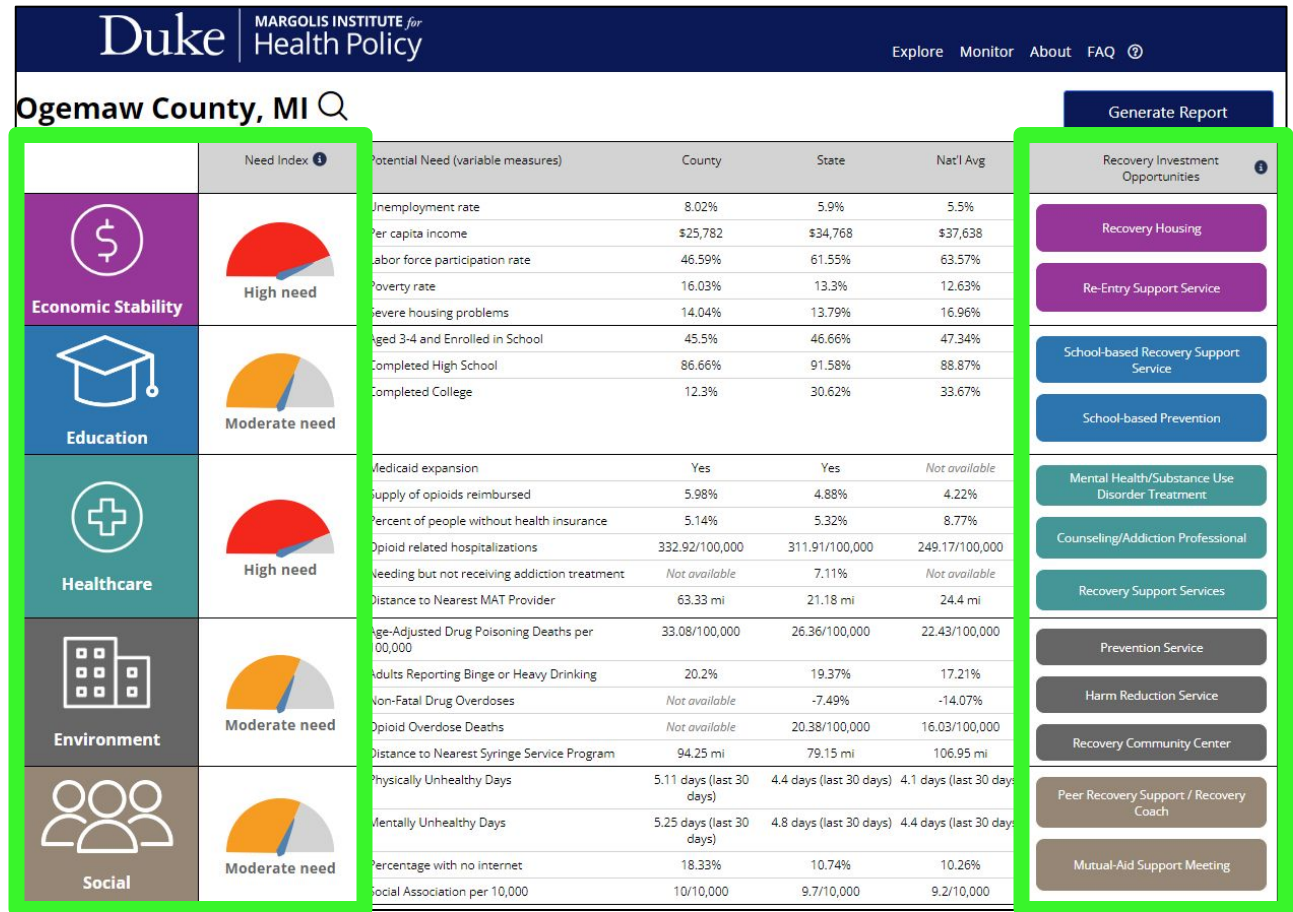 Duke MARGOLIS INSTITUTE for
Health Policy
Explore Monitor About FAQ ?
Ogemaw County, MI
Generate Report
Need Index Potential Need (variable measures) County State Nat'l Avg Recovery Investment
Opportunities
Economic Stability
High need
Unemployment rate 8.02% 5.9% 5.5%
Per capita income $25,782 $34,768 $37,638
Labor force participation rate 46.59% 61.55% 63.57%
Poverty rate 16.03% 13.3% 12.63%
Severe housing problems 14.04% 13.79% 16.96%
Recovery Housing
Re-Entry Support Service
Education
Moderate need
Aged 3-4 and Enrolled in School 45.5% 46.66% 47.34%
Completed High School 86.66% 91.58% 88.87%
Completed College 12.3% 30.62% 33.67%
School-based Recovery Support
Service
School-based Prevention
Healthcare
High need
Medicaid expansion Yes Yes Not available
Supply of opioids reimbursed 5.98% 4.88% 4.22%
Percent of people without health insurance 5.14% 5.32% 8.77%
Opioid related hospitalizations 332.92/100,000 311.91/100,000 249.17/100,000
Needing but not receiving addiction treatment Not available 7.11% Not available
Distance to Nearest MAT Provider 63.33 mi 21.18 mi 24.4 mi
Mental Health/Substance Use
Disorder Treatment
Counseling/Addiction Professional
Recovery Support Services
Environment
Moderate need
Age-Adjusted Drug Poisoning Deaths per 33.08/100,000 26.36/100,000 22.43/100,000
100,000
Adults Reporting Binge or Heavy Drinking 20.2% 19.37% 17.21%
Non-Fatal Drug Overdoses Not available -7.49% -14.07%
Opioid Overdose Deaths Not available 20.38/100,000 16.03/100,000
Distance to Nearest Syringe Service Program 94.25 mi 79.15 mi 106.95 mi
Prevention Service
Harm Reduction Service
Recovery Community Center
Social
Moderate need
Physically Unhealthy Days 5.11 days (last 30 4.4 days (last 30 days) 4.1 days (last 30 day
days)
Mentally Unhealthy Days 5.25 days (last 30 4.8 days (last 30 days) 4.4 days (last 30 day
days)
Percentage with no internet 18.33% 10.74% 10.26%
Social Association per 10,000 10/10,000 9.7/10,000 9.2/10,000
Peer Recovery Support / Recovery
Coach
Mutual-Aid Support Meeting